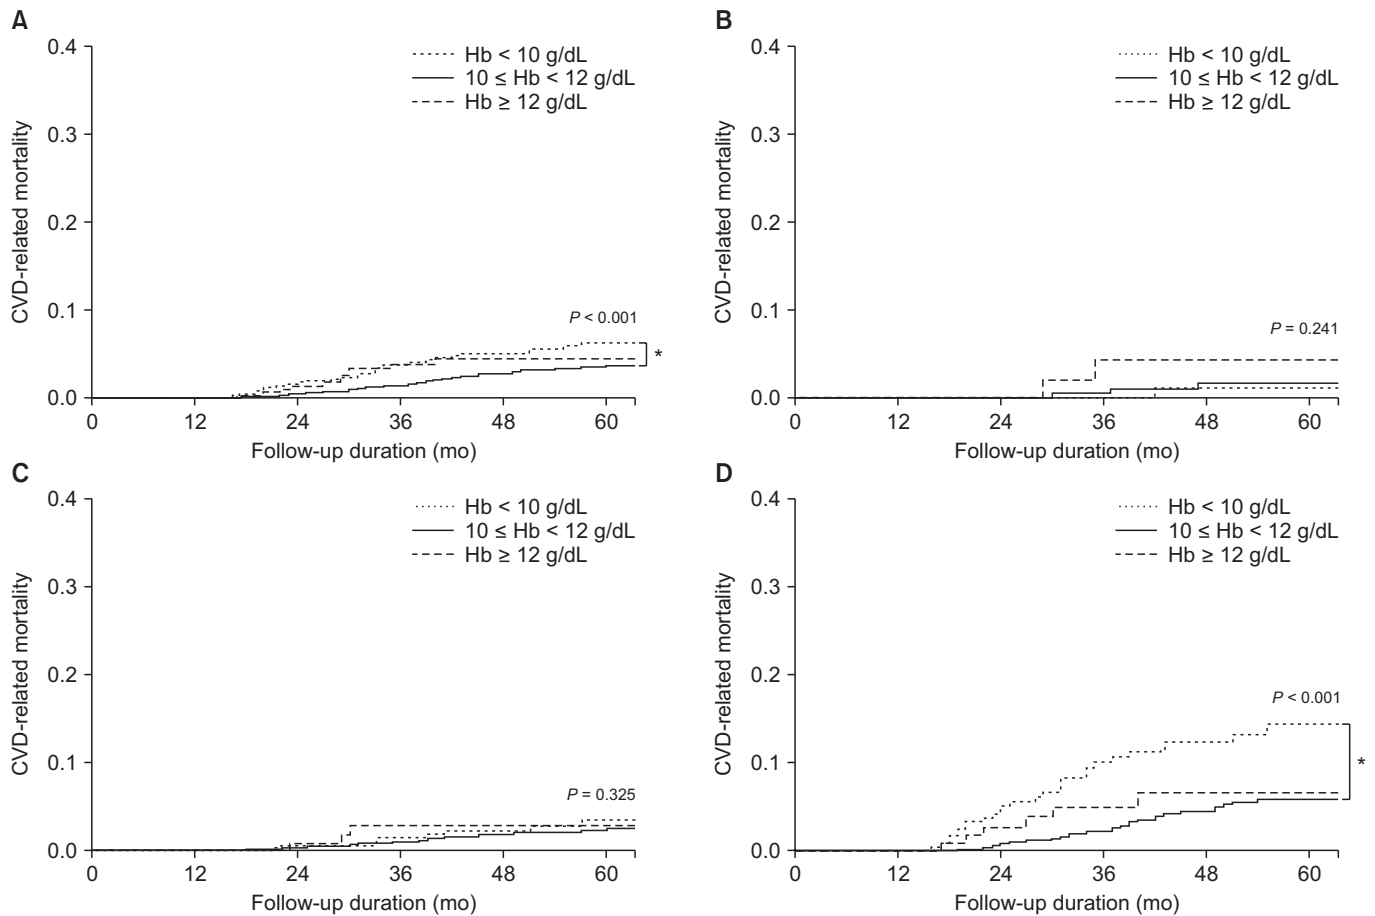 A
0.4
0.3
0.2
0.1
0.0
CVD-related mortality
Hb < 10 g/dL
10 ≤ Hb < 12 g/dL
Hb ≥ 12 g/dL
P < 0.001
*
0 12 24 36 48 60
Follow-up duration (mo)
B
0.4
0.3
0.2
0.1
0.0
CVD-related mortality
Hb < 10 g/dL
10 ≤ Hb < 12 g/dL
Hb ≥ 12 g/dL
P = 0.241
0 12 24 36 48 60
Follow-up duration (mo)
C
0.4
0.3
0.2
0.1
0.0
CVD-related mortality
Hb < 10 g/dL
10 ≤ Hb < 12 g/dL
Hb ≥ 12 g/dL
P = 0.325
0 12 24 36 48 60
Follow-up duration (mo)
D
0.4
0.3
0.2
0.1
0.0
CVD-related mortality
Hb < 10 g/dL
10 ≤ Hb < 12 g/dL
Hb ≥ 12 g/dL
P < 0.001
*
0 12 24 36 48 60
Follow-up duration (mo)